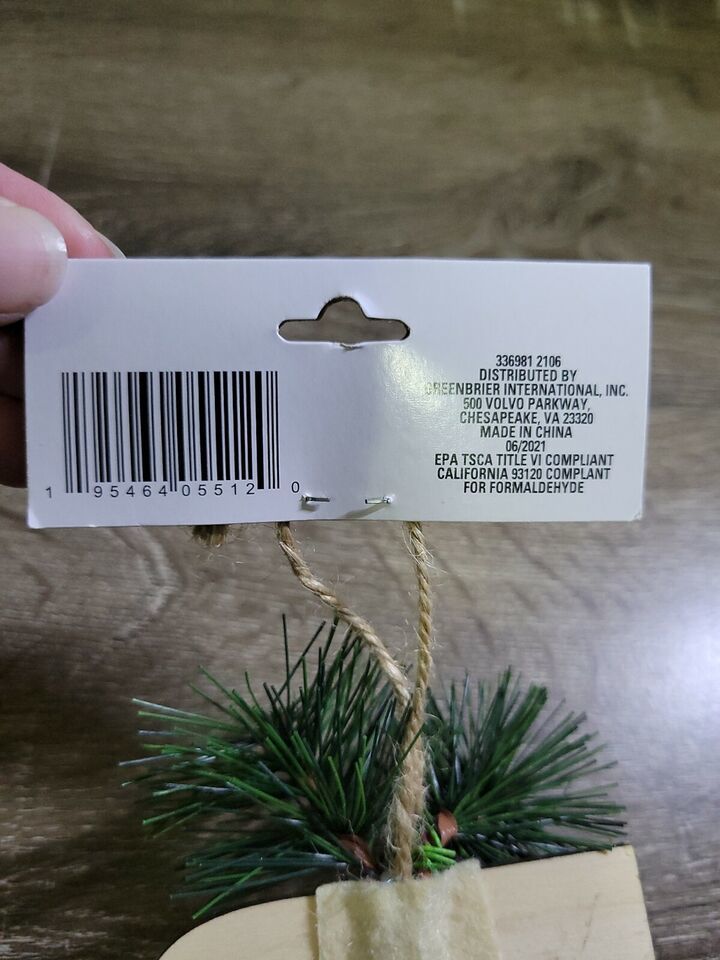 336981 2106
DISTRIBUTED BY
GREENBRIER INTERNATIONAL, INC.
500 VOLVO PARKWAY,
CHESAPEAKE, VA 23320
MADE IN CHINA
06/2021
EPA TSCA TITLE VI COMPLIANT
CALIFORNIA 93120 COMPLANT
FOR FORMALDEHYDE
1 95464 05512 0